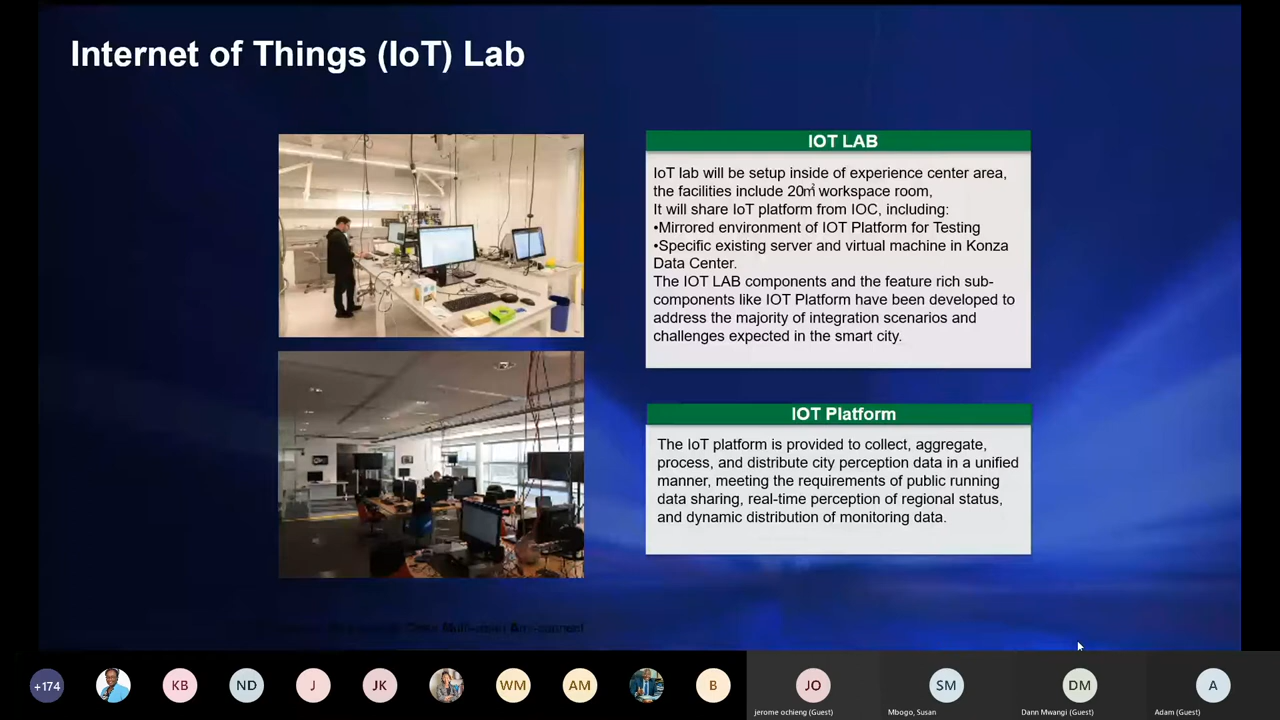 Internet of Things (IoT) Lab
IOT LAB
IoT lab will be setup inside of experience center area,
the facilities include 20㎡ workspace room,
It will share IoT platform from IOC, including:
•Mirrored environment of IOT Platform for Testing
•Specific existing server and virtual machine in Konza
Data Center.
The IOT LAB components and the feature rich sub-
components like IOT Platform have been developed to
address the majority of integration scenarios and
challenges expected in the smart city.
IOT Platform
The IoT platform is provided to collect, aggregate,
process, and distribute city perception data in a unified
manner, meeting the requirements of public running
data sharing, real-time perception of regional status,
and dynamic distribution of monitoring data.
+174
KB
ND
J
JK
WM
AM
B
JO
SM
DM
A
jerome ochieng (Guest)
Mbogo, Susan
Dann Mwangi (Guest)
Adam (Guest)